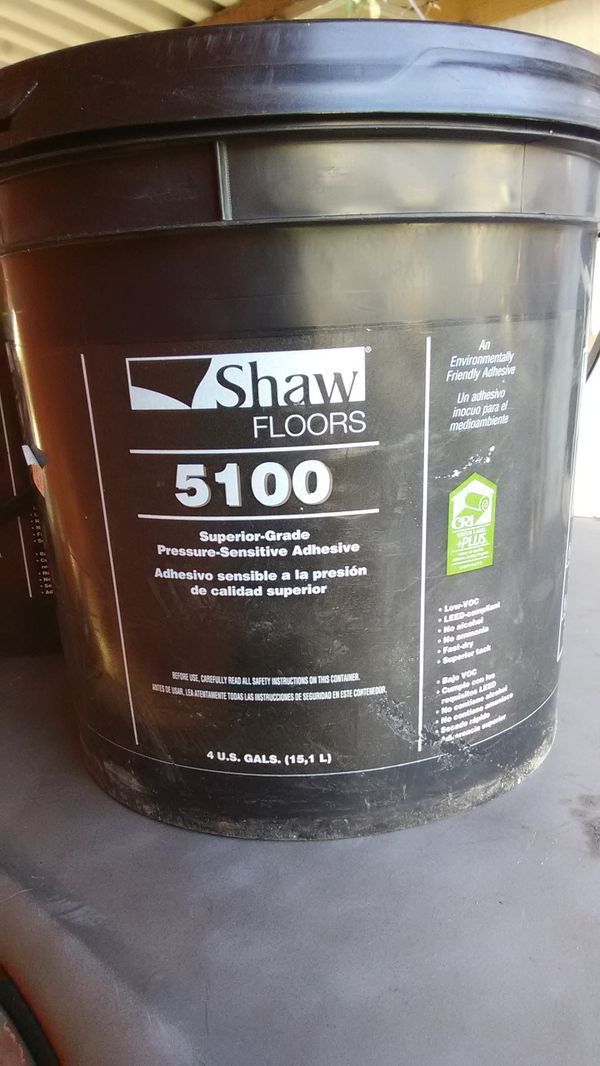 Shaw®
FLOORS
5100
Superior-Grade
Pressure-Sensitive Adhesive
Adhesivo sensible a la presión
de calidad superior
BEFORE USE, CAREFULLY READ ALL SAFETY INSTRUCTIONS ON THIS CONTAINER.
ANTES DE USAR, LEA ATENTAMENTE TODAS LAS INSTRUCCIONES DE SEGURIDAD EN ESTE CONTENEDOR.
4 U.S. GALS. (15,1 L)
An
Environmentally
Friendly Adhesive
Un adhesivo
inocuo para el
medioambiente
CRI
GREEN LABEL
+PLUS
• Low-VOC
• LEED-compliant
• No alcohol
• No ammonia
• Fast-dry
• Superior tack
• Bajo VOC
• Cumple con los
requisitos LEED
• No contiene alcohol
• No contiene amoniaco
• Secado rápido
• Adherencia superior